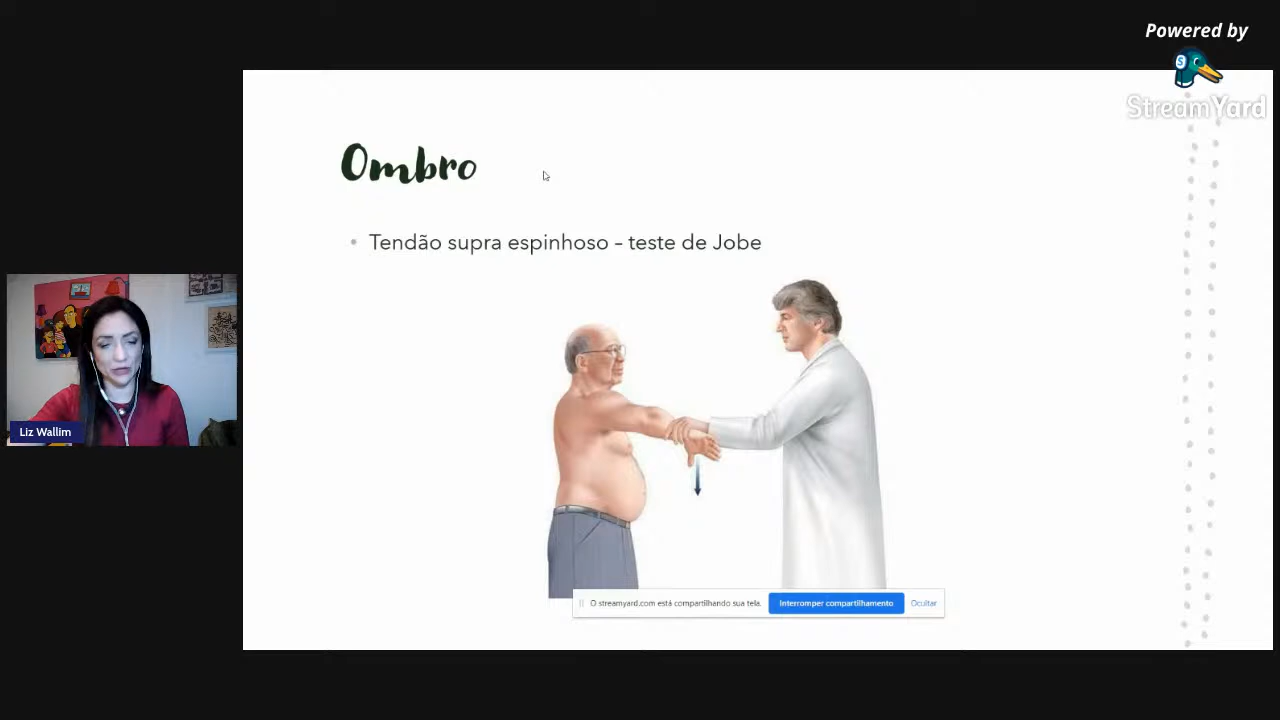 Powered by
StreamYard
Ombro
• Tendão supra espinhoso – teste de Jobe
Liz Wallim
O streamyard.com está compartilhando sua tela.
Interromper compartilhamento
Ocultar